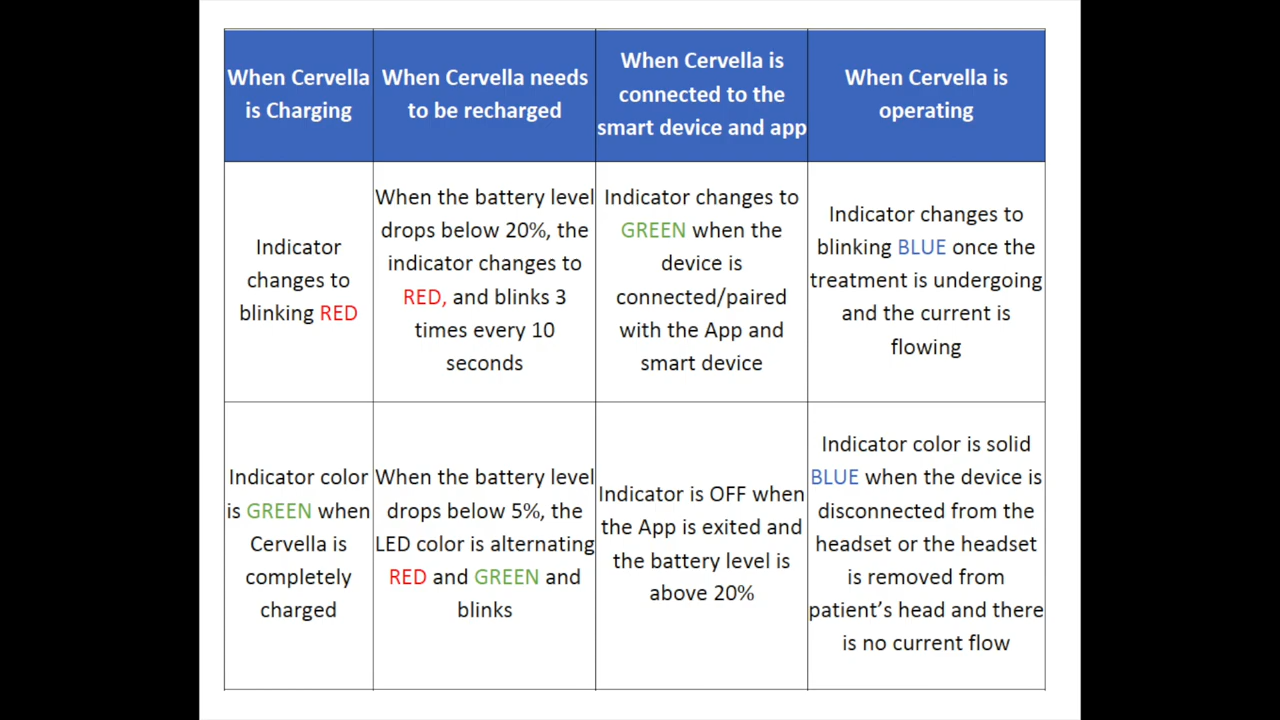 When Cervella
is Charging
When Cervella needs
to be recharged
When Cervella is
connected to the
smart device and app
When Cervella is
operating
Indicator
changes to
blinking RED
When the battery level
drops below 20%, the
indicator changes to
RED, and blinks 3
times every 10
seconds
Indicator changes to
GREEN when the
device is
connected/paired
with the App and
smart device
Indicator changes to
blinking BLUE once the
treatment is undergoing
and the current is
flowing
Indicator color
is GREEN when
Cervella is
completely
charged
When the battery level
drops below 5%, the
LED color is alternating
RED and GREEN and
blinks
Indicator is OFF when
the App is exited and
the battery level is
above 20%
Indicator color is solid
BLUE when the device is
disconnected from the
headset or the headset
is removed from
patient’s head and there
is no current flow